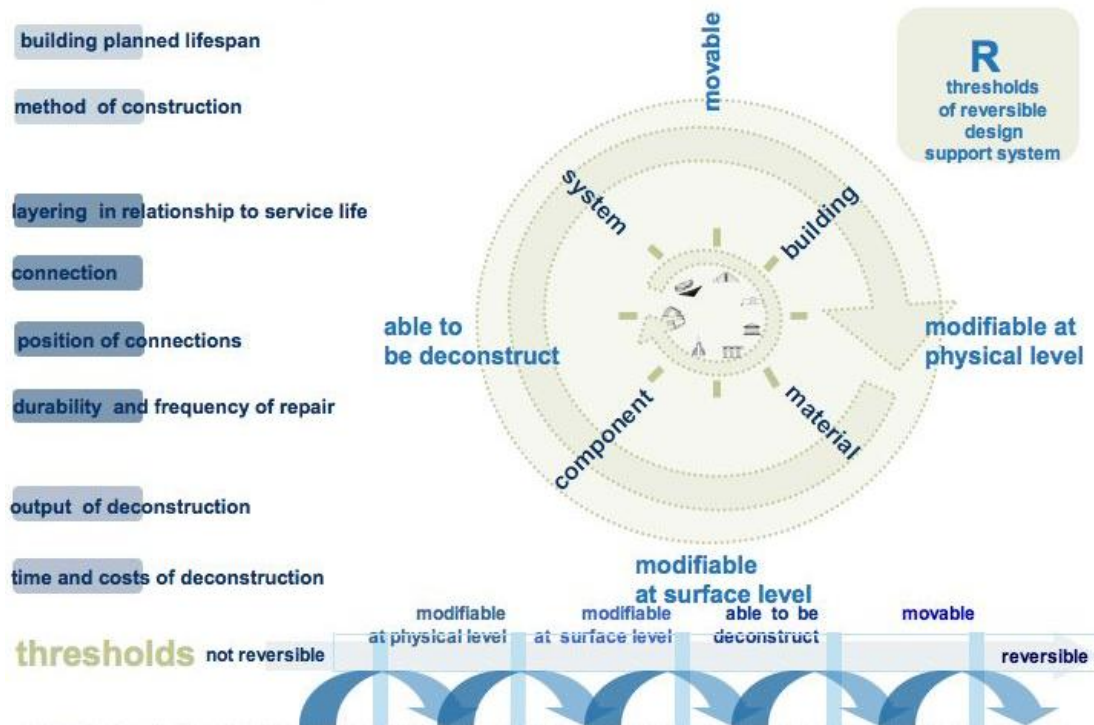 building planned lifespan
method of construction
layering in relationship to service life
connection
position of connections
durability and frequency of repair
output of deconstruction
time and costs of deconstruction
movable
R
thresholds
of reversible
design
support system
system
building
able to
be deconstruct
modifiable at
physical level
component
material
modifiable
at surface level
thresholds
not reversible
modifiable
at physical level
modifiable
at surface level
able to be
deconstruct
movable
reversible